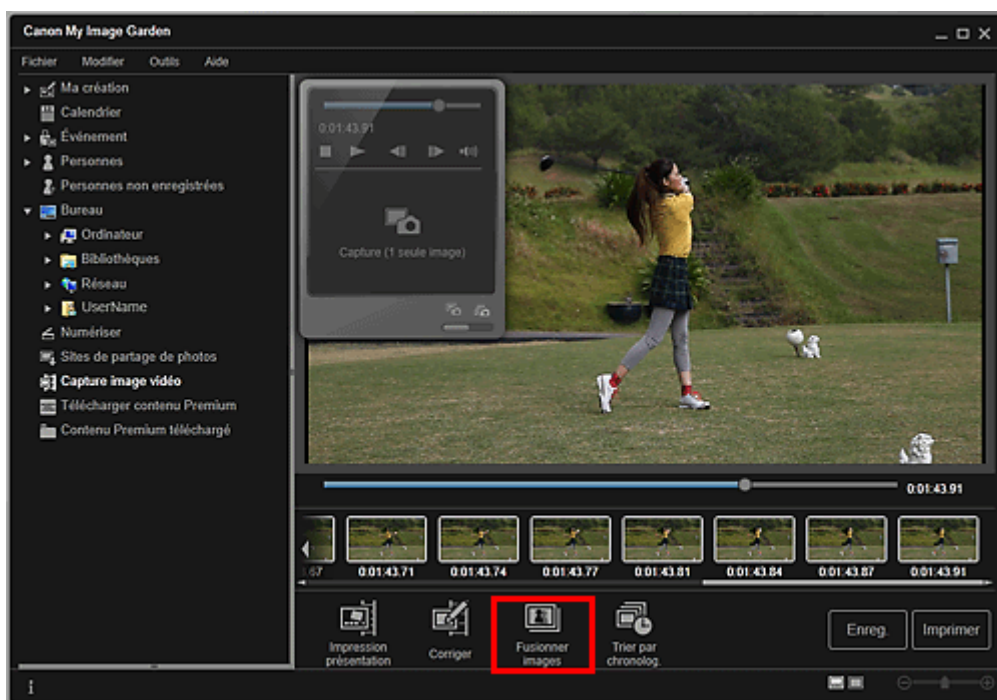 Canon My Image Garden
Fichier Modifier Outils Aide
Ma création
Calendrier
Événement
Personnes
Personnes non enregistrées
Bureau
Ordinateur
Bibliothèques
Réseau
UserName
Numériser
Sites de partage de photos
Capture image vidéo
Télécharger contenu Premium
Contenu Premium téléchargé
0:01:43.91
Capture (1 seule image)
0:01:43.91
0:01:43.71 0:01:43.74 0:01:43.77 0:01:43.81 0:01:43.84 0:01:43.87 0:01:43.91
Impression présentation
Corriger
Fusionner images
Trier par chronolog.
Enreg.
Imprimer